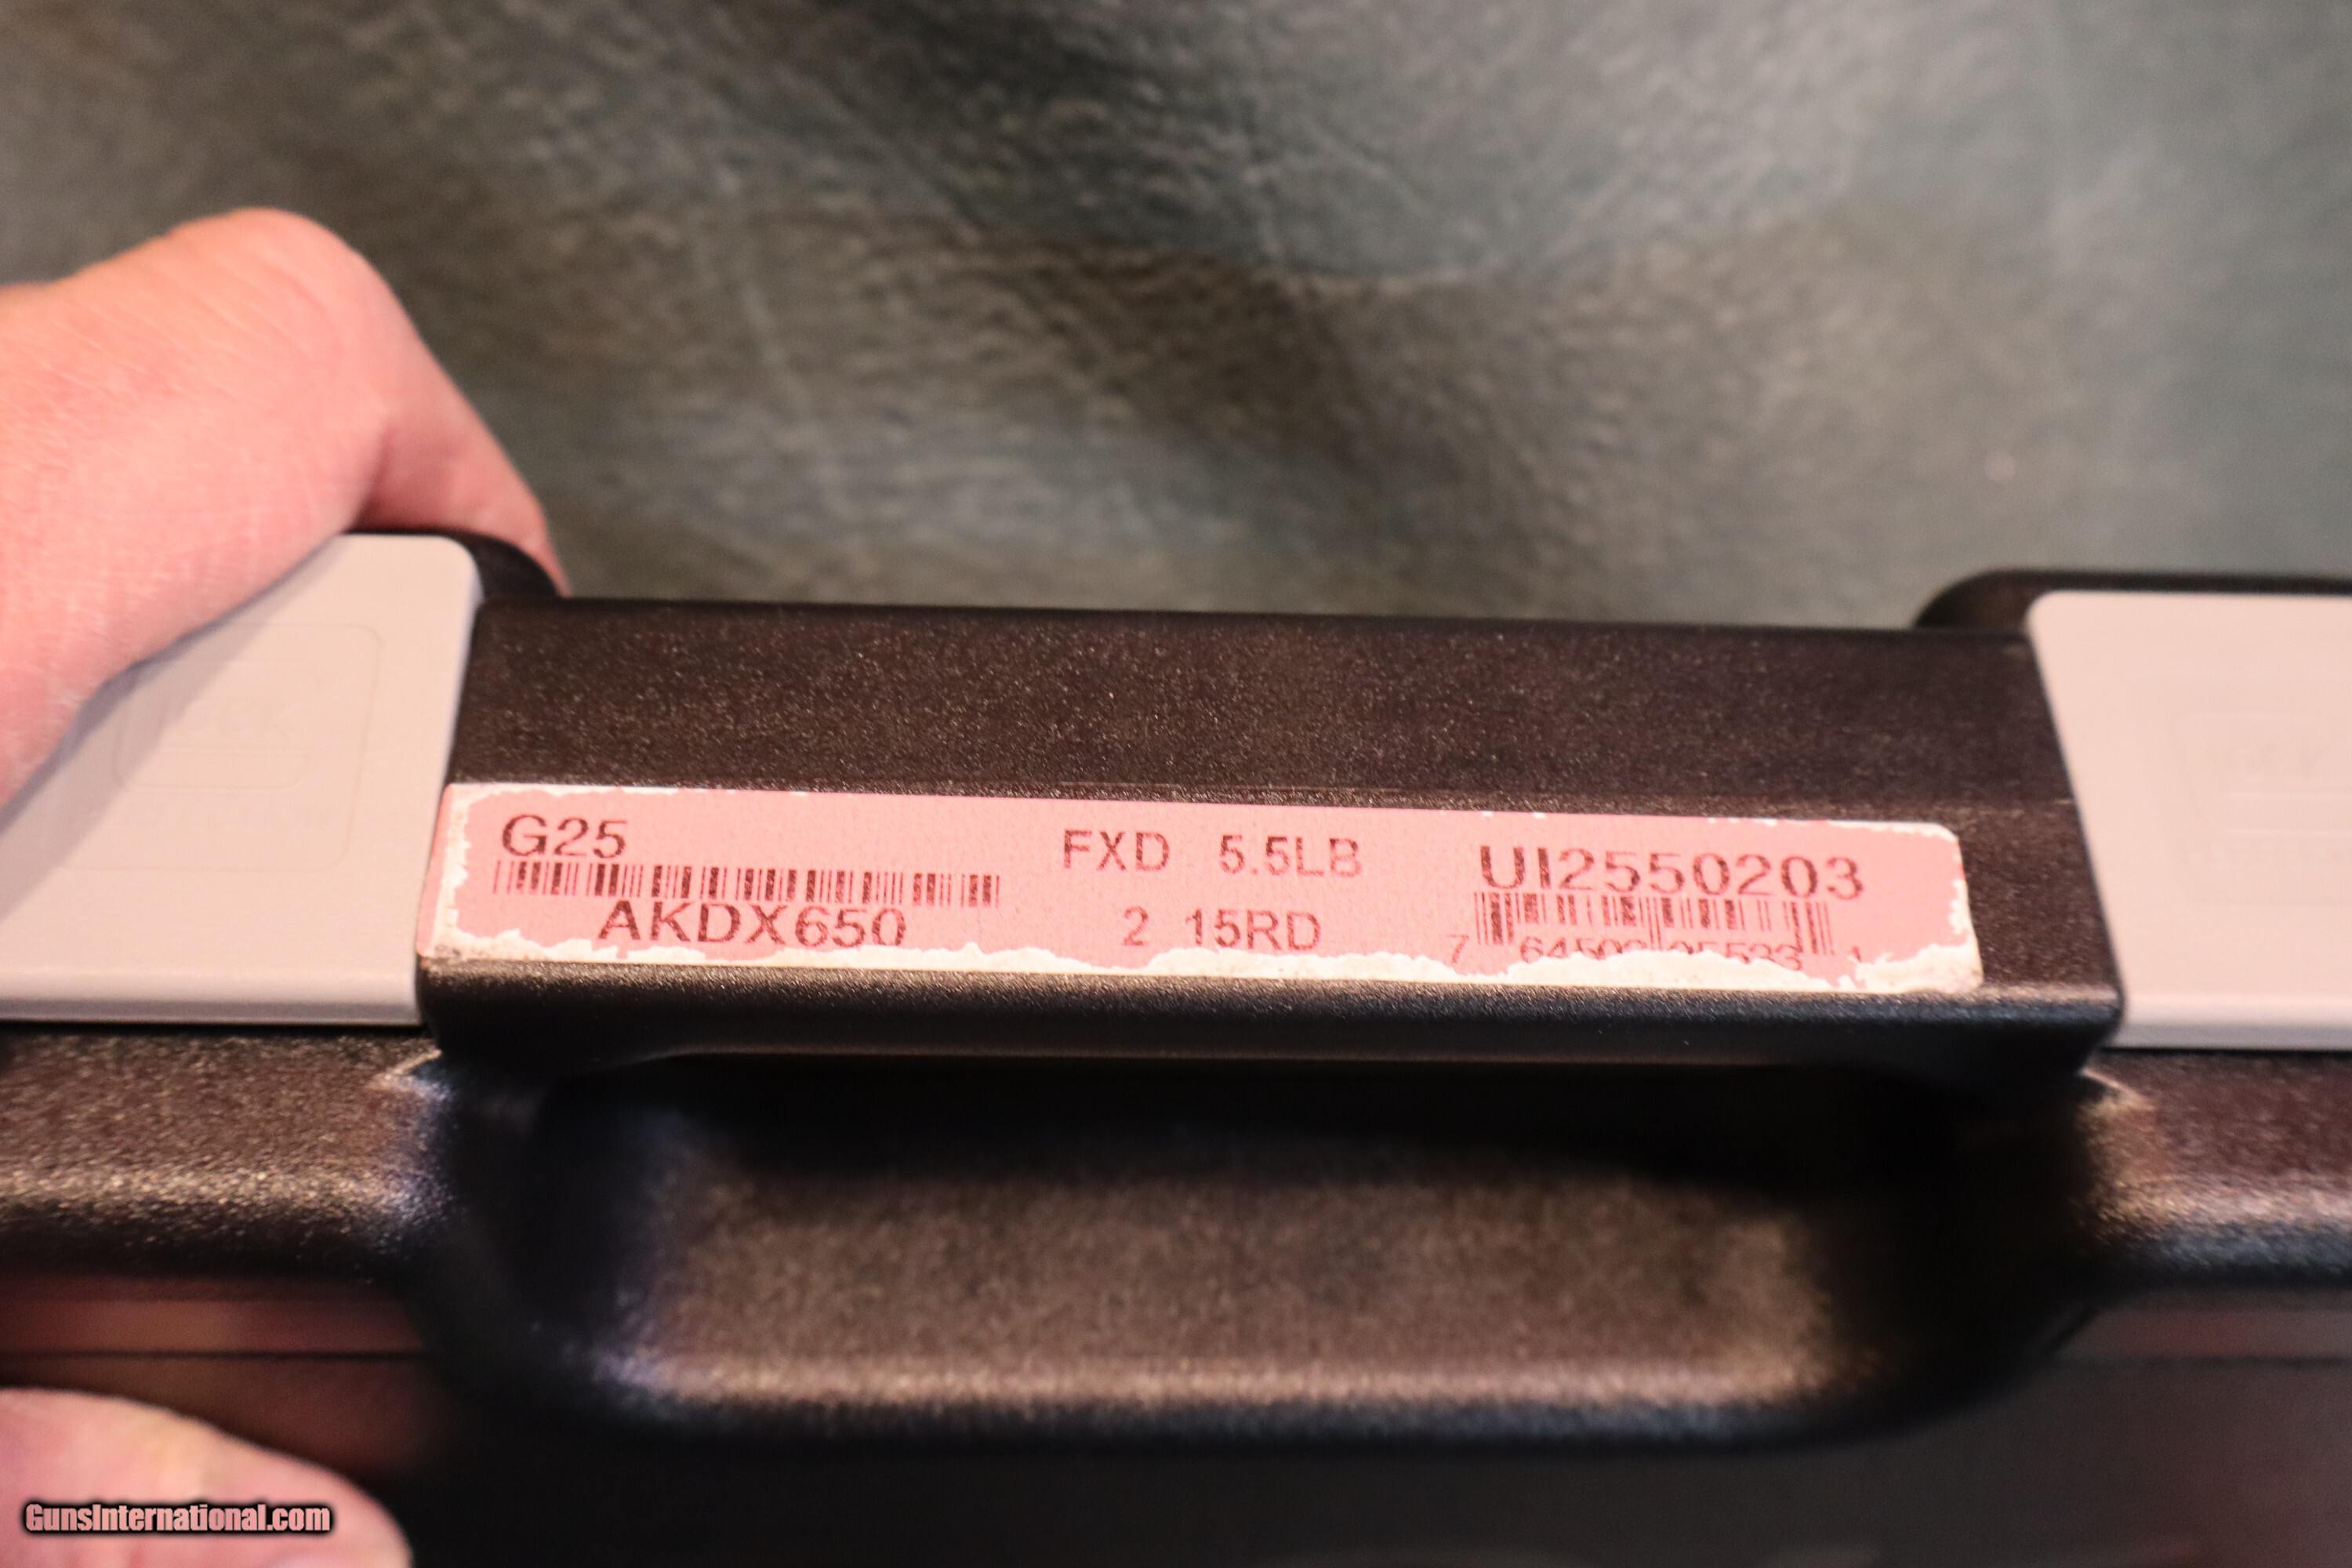 G25
AKDX650
FXD 5.5LB
2 15RD
UI2550203
GunsInternational.com